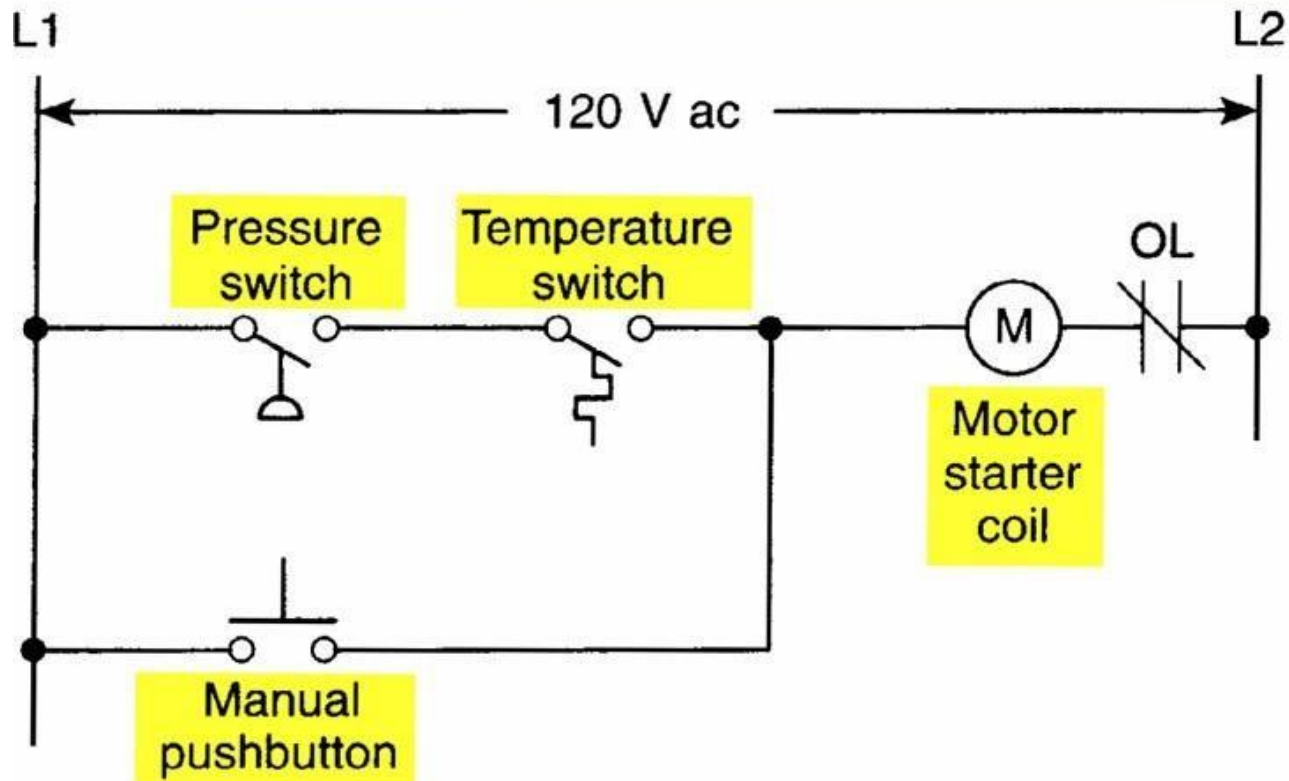 L1
L2
120 V ac
Pressure
switch
Temperature
switch
OL
M
Motor
starter
coil
Manual
pushbutton